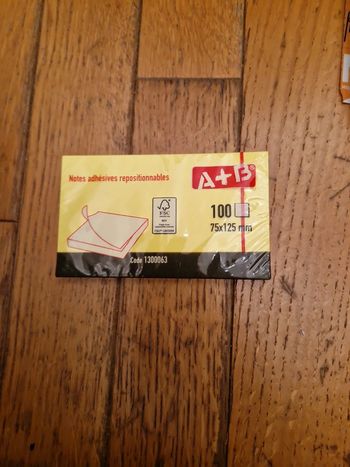 A+B
Notes adhésives repositionnables
FSC
100
75x125 mm
Code 1300063